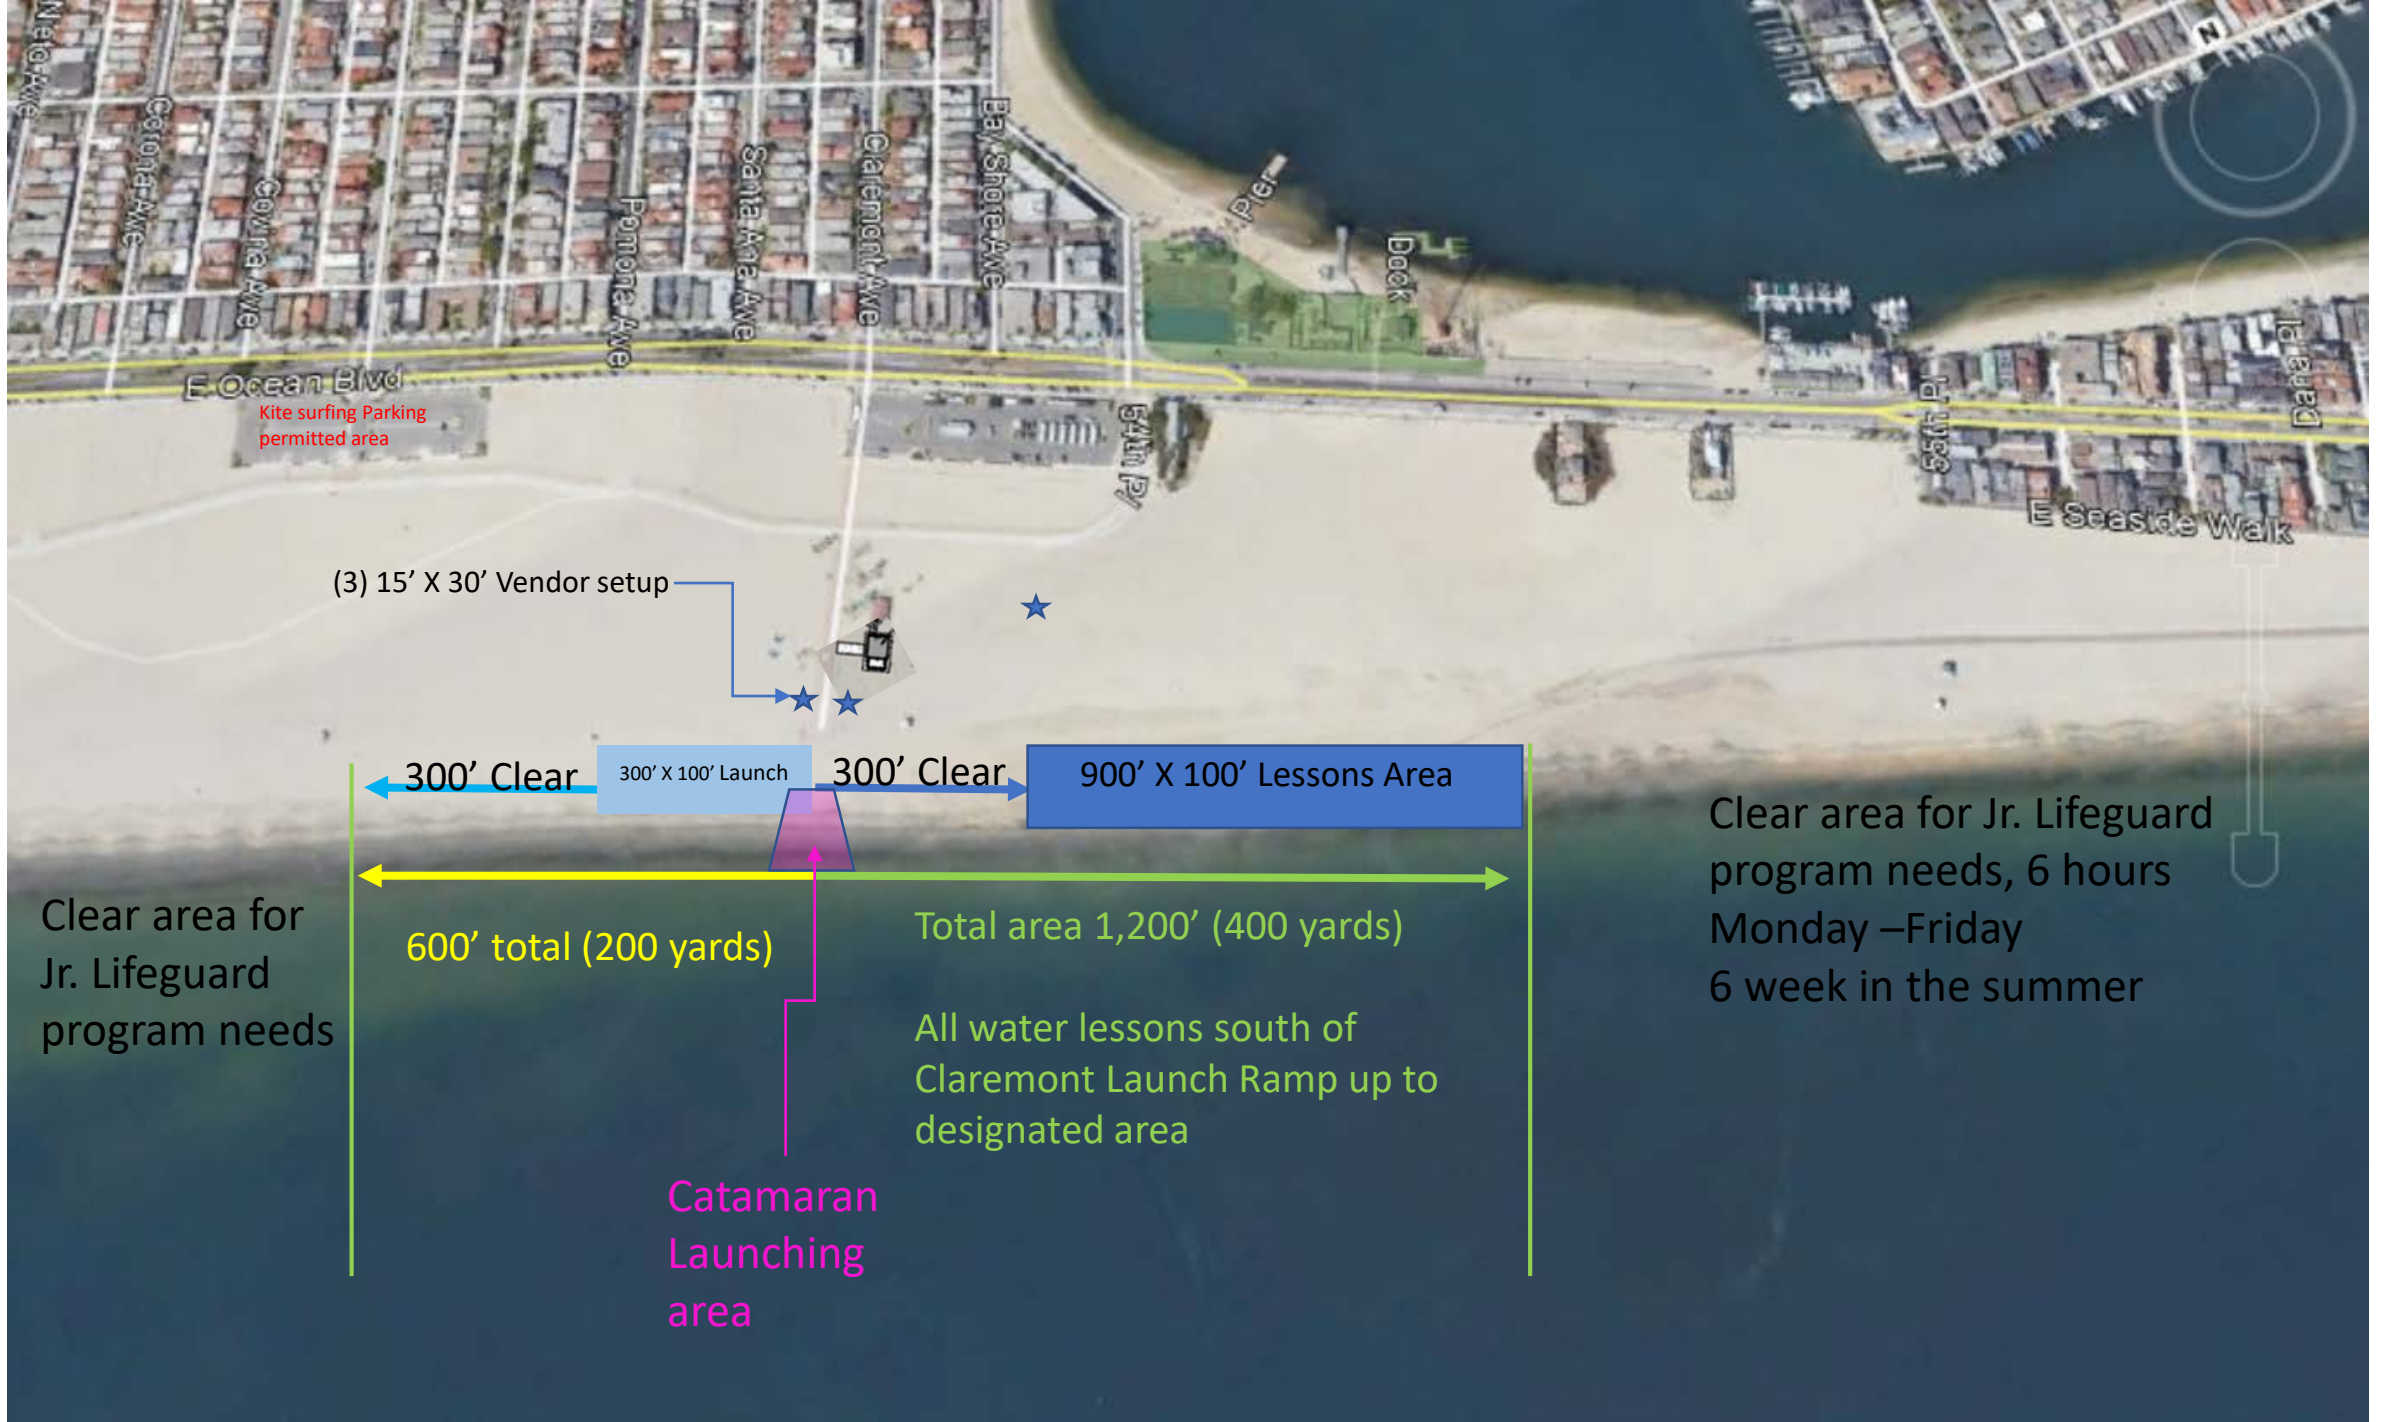 Corona Ave
Covina Ave
Pomona Ave
Santa Ana Ave
Claremont Ave
Bay Shore Ave
Pier
Dock
N
E Ocean Blvd
Kite surfing Parking
permitted area
54th Pl
55th Pl
E Seaside Walk
(3) 15’ X 30’ Vendor setup
300’ Clear
300’ X 100’ Launch
300’ Clear
900’ X 100’ Lessons Area
Clear area for
Jr. Lifeguard
program needs
600’ total (200 yards)
Total area 1,200’ (400 yards)
All water lessons south of
Claremont Launch Ramp up to
designated area
Clear area for Jr. Lifeguard
program needs, 6 hours
Monday –Friday
6 week in the summer
Catamaran
Launching
area